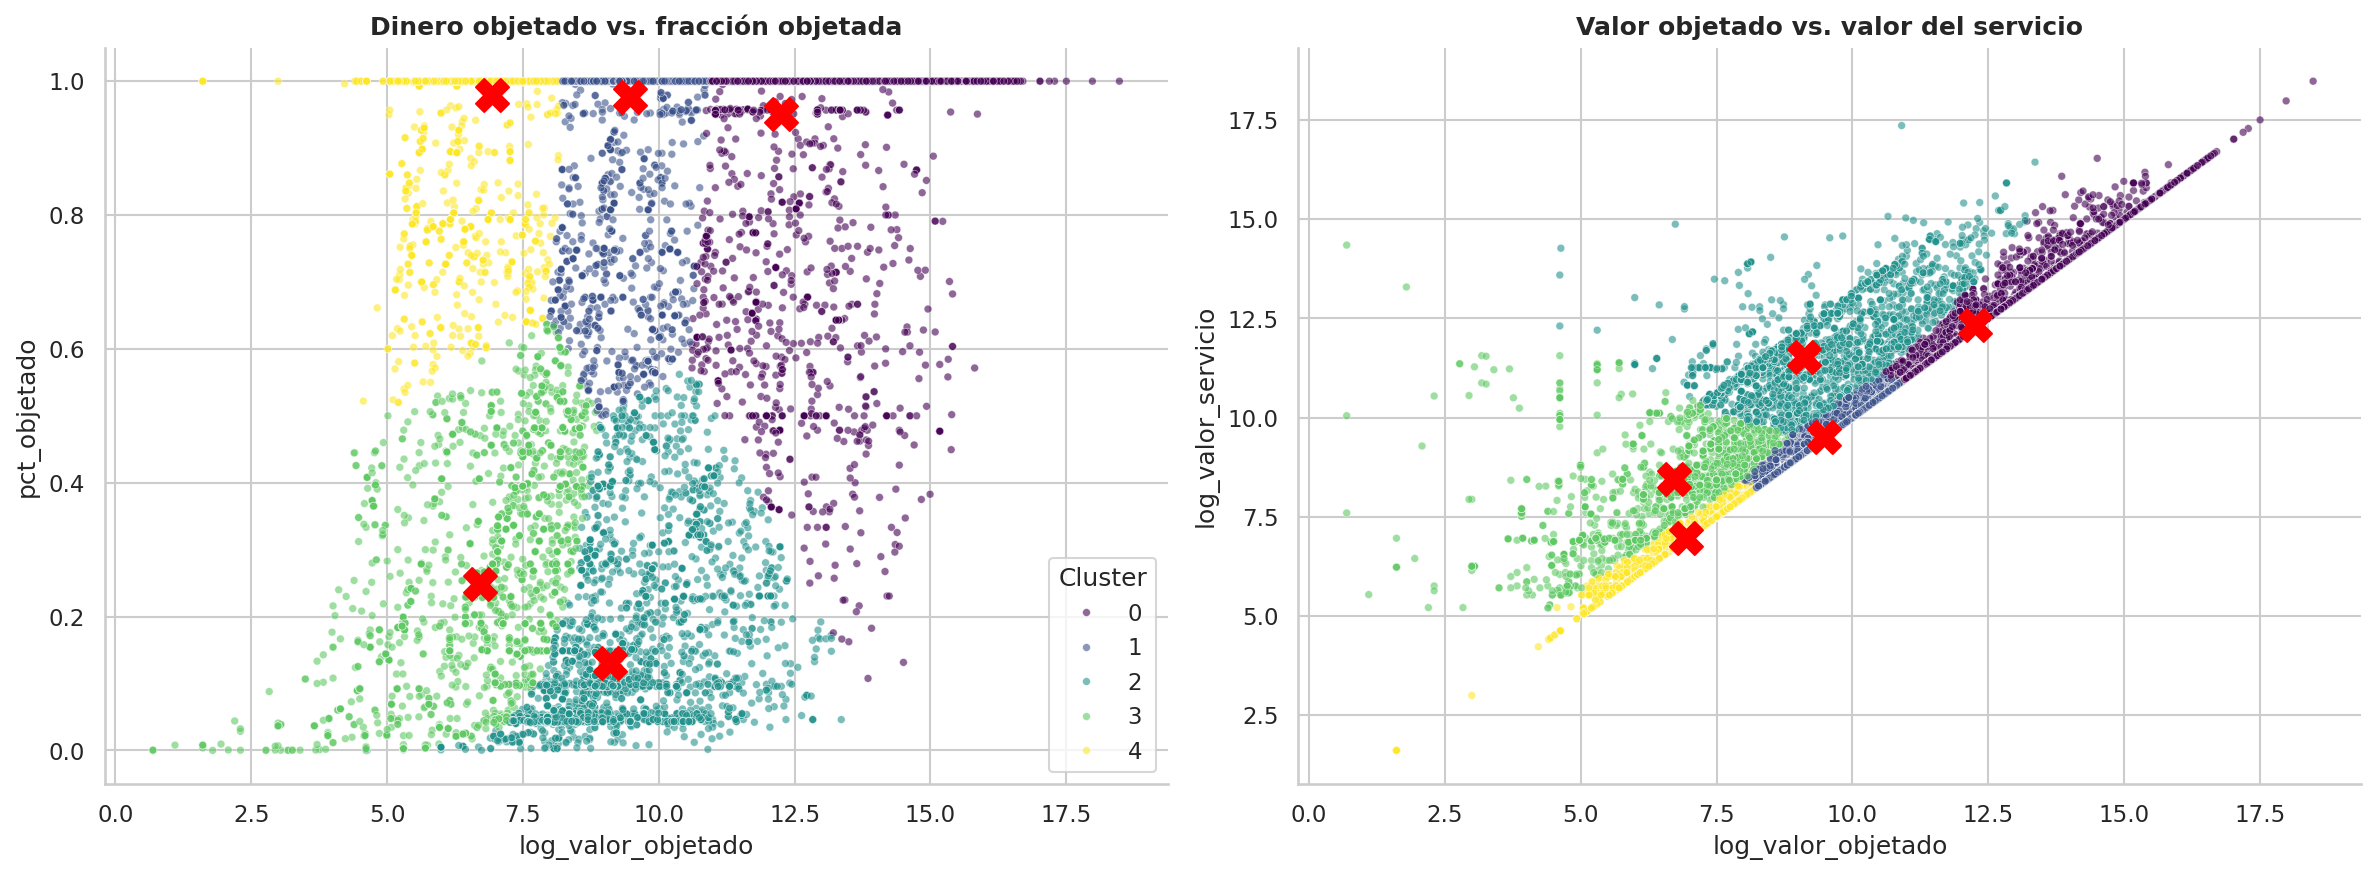 Dinero objetado vs. fracción objetada
pct_objetado
1.0
0.8
0.6
0.4
0.2
0.0
Cluster
0
1
2
3
4
0.0 2.5 5.0 7.5 10.0 12.5 15.0 17.5
log_valor_objetado
Valor objetado vs. valor del servicio
log_valor_servicio
17.5
15.0
12.5
10.0
7.5
5.0
2.5
0.0 2.5 5.0 7.5 10.0 12.5 15.0 17.5
log_valor_objetado